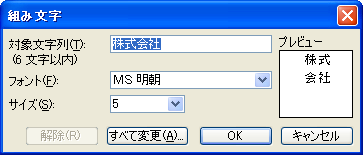 組み文字
対象文字列(T):
(6 文字以内)
株式会社
プレビュー
株式
会社
フォント(F):
MS 明朝
サイズ(S):
5
解除(R)
すべて変更(A)...
OK
キャンセル